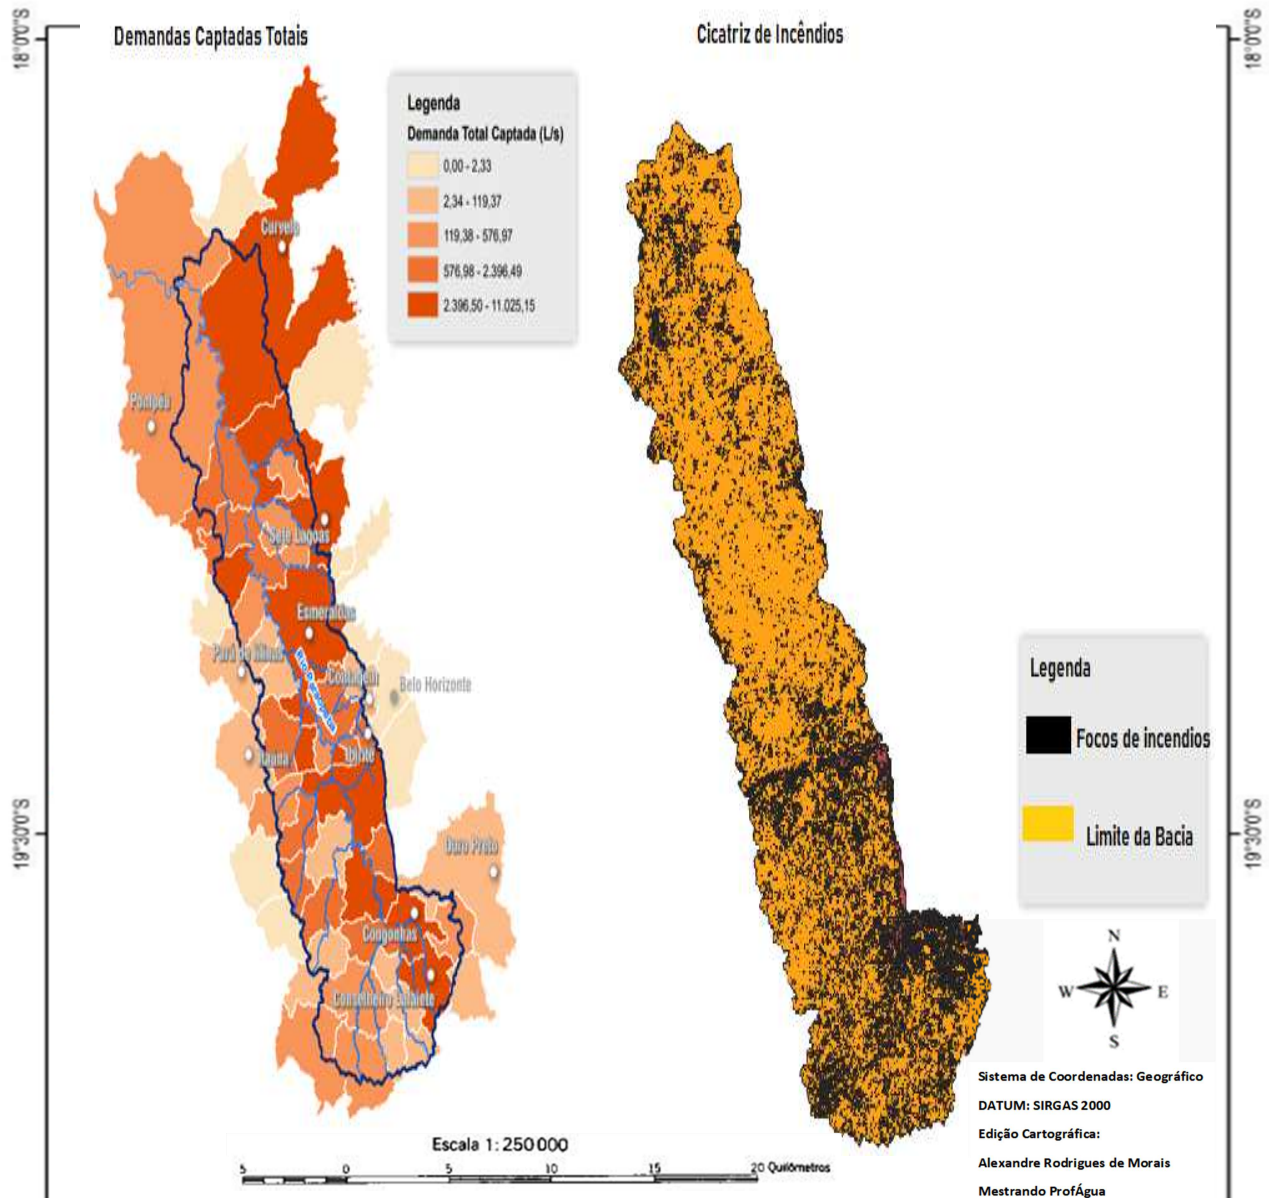 18°0'0"S
Demandas Captadas Totais
Cicatriz de Incêndios
18°0'0"S
Legenda
Demanda Total Captada (L/s)
0,00 - 2,33
2,34 - 119,37
119,38 - 576,97
576,98 - 2.396,49
2.396,50 - 11.025,15
Curvelo
Pompéu
Sete Lagoas
Esmeraldas
Pará de Minas
Rio Paraopeba
Contagem
Belo Horizonte
Itaúna
Ibirité
Ouro Preto
Congonhas
Conselheiro Lafaiete
19°30'0"S
19°30'0"S
Legenda
Focos de incendios
Limite da Bacia
N
W
E
S
Sistema de Coordenadas: Geográfico
DATUM: SIRGAS 2000
Edição Cartográfica:
Alexandre Rodrigues de Morais
Mestrando ProfÁgua
Escala 1: 250 000
5 0 5 10 15 20 Quilômetros